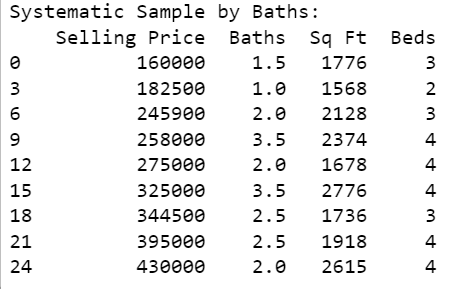 Systematic Sample by Baths:
Selling Price Baths Sq Ft Beds
0 160000 1.5 1776 3
3 182500 1.0 1568 2
6 245900 2.0 2128 3
9 258000 3.5 2374 4
12 275000 2.0 1678 4
15 325000 3.5 2776 4
18 344500 2.5 1736 3
21 395000 2.5 1918 4
24 430000 2.0 2615 4